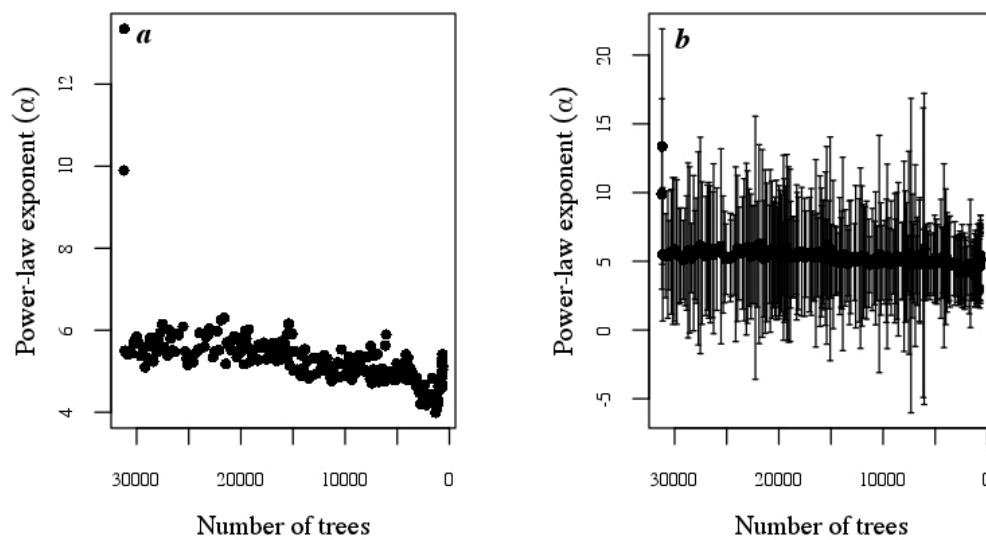 a
Power-law exponent (α)
12
10
8
6
4
30000 20000 10000 0
Number of trees
b
Power-law exponent (α)
20
15
10
5
0
-5
30000 20000 10000 0
Number of trees